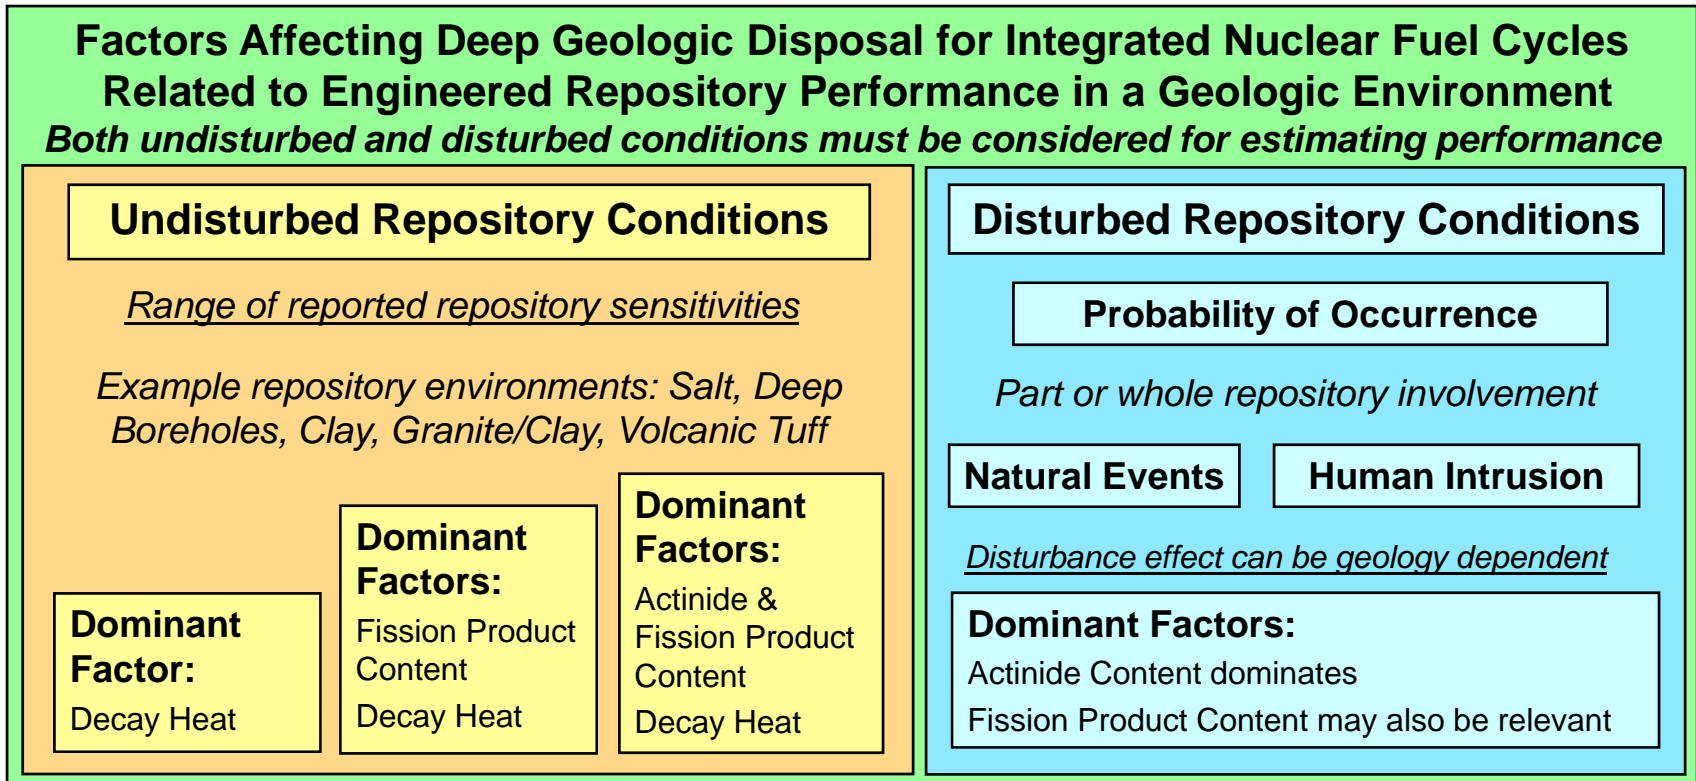 Factors Affecting Deep Geologic Disposal for Integrated Nuclear Fuel Cycles
Related to Engineered Repository Performance in a Geologic Environment
Both undisturbed and disturbed conditions must be considered for estimating performance
Undisturbed Repository Conditions
Range of reported repository sensitivities
Example repository environments: Salt, Deep
Boreholes, Clay, Granite/Clay, Volcanic Tuff
Dominant
Factor:
Decay Heat
Dominant
Factors:
Fission Product
Content
Decay Heat
Dominant
Factors:
Actinide &
Fission Product
Content
Decay Heat
Disturbed Repository Conditions
Probability of Occurrence
Part or whole repository involvement
Natural Events
Human Intrusion
Disturbance effect can be geology dependent
Dominant Factors:
Actinide Content dominates
Fission Product Content may also be relevant